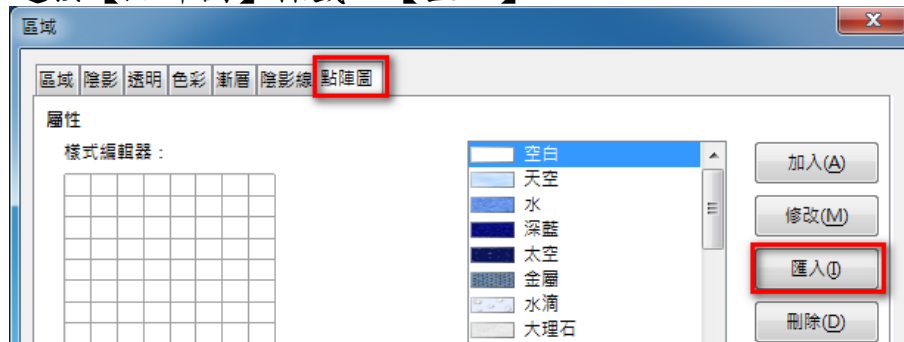 區域
區域 陰影 透明 色彩 漸層 陰影線 點陣圖
屬性
樣式編輯器：
空白
天空
水
深藍
太空
金屬
水滴
大理石
加入(A)
修改(M)
匯入(I)
刪除(D)